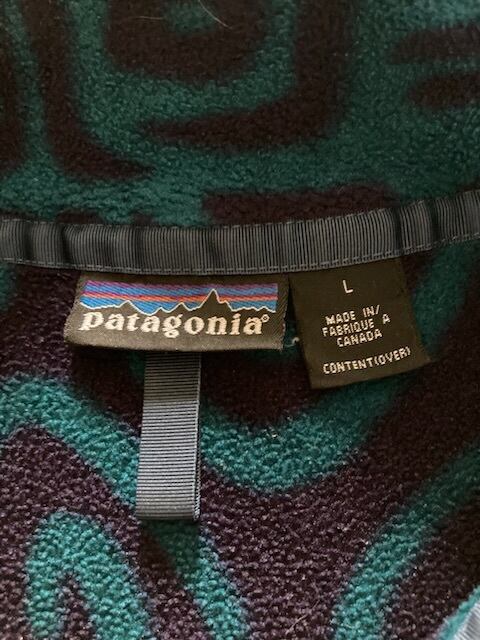 patagonia®
L
MADE IN/
FABRIQUE A
CANADA
CONTENT(OVER)